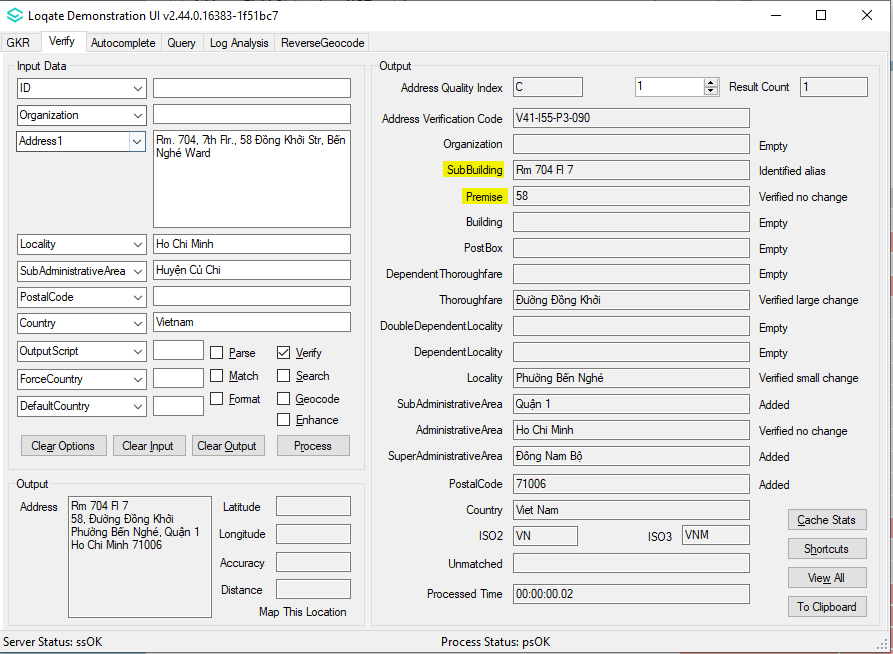 Loqate Demonstration UI v2.44.0.16383-1f51bc7
GKR Verify Autocomplete Query Log Analysis ReverseGeocode
Input Data
ID
Organization
Address1 Rm. 704, 7th Flr., 58 Đồng Khởi Str, Bến
Nghé Ward
Locality Ho Chi Minh
SubAdministrativeArea Huyện Củ Chi
PostalCode
Country Vietnam
OutputScript Parse Verify
ForceCountry Match Search
DefaultCountry Format Geocode
Enhance
Clear Options Clear Input Clear Output Process
Output
Address Rm 704 Fl 7
58, Đường Đồng Khởi
Phường Bến Nghé, Quận 1
Ho Chi Minh 71006
Latitude
Longitude
Accuracy
Distance
Map This Location
Output
Address Quality Index C 1 Result Count 1
Address Verification Code V41-I55-P3-090
Organization Empty
SubBuilding Rm 704 Fl 7 Identified alias
Premise 58 Verified no change
Building Empty
PostBox Empty
DependentThoroughfare Empty
Thoroughfare Đường Đồng Khởi Verified large change
DoubleDependentLocality Empty
DependentLocality Empty
Locality Phường Bến Nghé Verified small change
SubAdministrativeArea Quận 1 Added
AdministrativeArea Ho Chi Minh Verified no change
SuperAdministrativeArea Đông Nam Bộ Added
PostalCode 71006 Added
Country Viet Nam
ISO2 VN ISO3 VNM
Unmatched
Processed Time 00:00:00.02
Cache Stats
Shortcuts
View All
To Clipboard
Server Status: ssOK Process Status: psOK